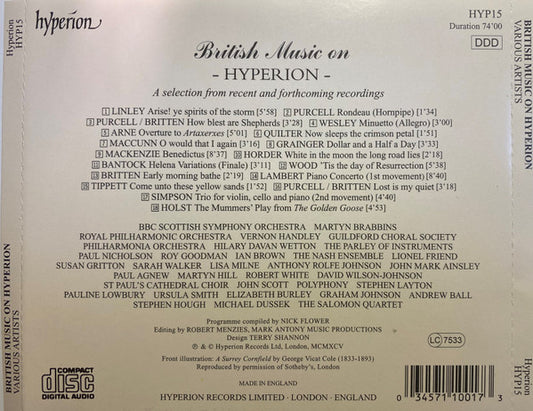 hyperion
HYP15
Duration 74'00
DDD
British Music on
- HYPERION -
A selection from recent and forthcoming recordings
1 LINLEY Arise! ye spirits of the storm [5'58] 2 PURCELL Rondeau (Hornpipe) [1'34]
3 PURCELL / BRITTEN How blest are Shepherds [3'28] 4 WESLEY Minuetto (Allegro) [3'00]
5 ARNE Overture to Artaxerxes [5'01] 6 QUILTER Now sleeps the crimson petal [1'51]
7 MACCUNN O would that I again [3'16] 8 GRAINGER Dollar and a Half a Day [3'33]
9 MACKENZIE Benedictus [8'37] 10 HORDER White in the moon the long road lies [2'18]
11 BANTOCK Helena Variations (Finale) [3'11] 12 WOOD 'Tis the day of Resurrection [5'38]
13 BRITTEN Early morning bathe [2'19] 14 LAMBERT Piano Concerto (1st movement) [8'40]
15 TIPPETT Come unto these yellow sands [1'52] 16 PURCELL / BRITTEN Lost is my quiet [3'18]
17 SIMPSON Trio for violin, cello and piano (2nd movement) [4'40]
18 HOLST The Mummers' Play from The Golden Goose [4'53]
BBC SCOTTISH SYMPHONY ORCHESTRA MARTYN BRABBINS
ROYAL PHILHARMONIC ORCHESTRA VERNON HANDLEY GUILDFORD CHORAL SOCIETY
PHILHARMONIA ORCHESTRA HILARY DAVAN WETTON THE PARLEY OF INSTRUMENTS
PAUL NICHOLSON ROY GOODMAN IAN BROWN THE NASH ENSEMBLE LIONEL FRIEND
SUSAN GRITTON SARAH WALKER LISA MILNE ANTHONY ROLFE JOHNSON JOHN MARK AINSLEY
PAUL AGNEW MARTYN HILL ROBERT WHITE DAVID WILSON-JOHNSON
ST PAUL'S CATHEDRAL CHOIR JOHN SCOTT POLYPHONY STEPHEN LAYTON
PAULINE LOWBURY URSULA SMITH ELIZABETH BURLEY GRAHAM JOHNSON ANDREW BALL
STEPHEN HOUGH MICHAEL DUSSEK THE SALOMON QUARTET
Programme compiled by NICK FLOWER
Editing by ROBERT MENZIES, MARK ANTONY MUSIC PRODUCTIONS
Design TERRY SHANNON
℗ & © Hyperion Records Ltd, London, MCMXCV
LC 7533
Front illustration: A Surrey Cornfield by George Vicat Cole (1833-1893)
Reproduced by permission of Sotheby's, London
MADE IN ENGLAND
HYPERION RECORDS LIMITED · LONDON · ENGLAND
COMPACT
disc
DIGITAL AUDIO
0 34571 10017 3
Hyperion
HYP15
BRITISH MUSIC ON HYPERION
VARIOUS ARTISTS
BRITISH MUSIC ON HYPERION
VARIOUS ARTISTS
Hyperion
HYP15